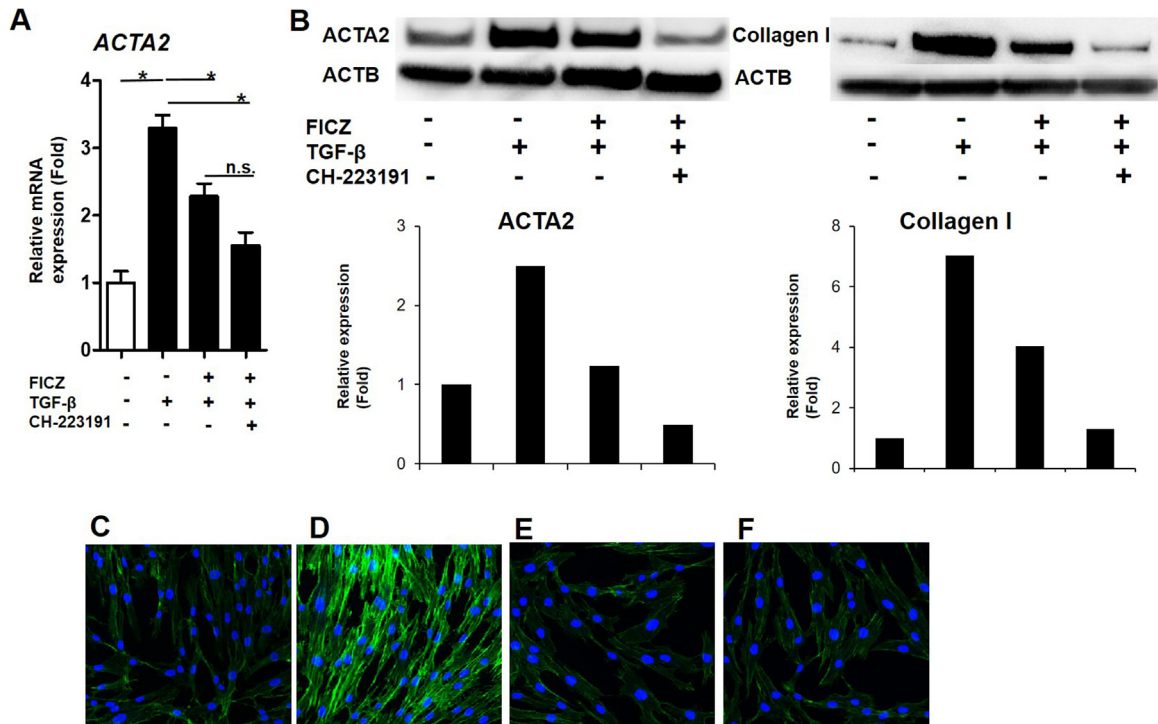 A
ACTA2
Relative mRNA
expression (Fold)
4
3
2
1
0
* *
*
n.s.
FICZ - - + +
TGF-β - + + +
CH-223191 - - - +
B
ACTA2
ACTB
Collagen I
ACTB
FICZ - - + + - - + +
TGF-β - + + + - + + +
CH-223191 - - - + - - - +
ACTA2
Relative expression
(Fold)
3
2
1
0
Collagen I
Relative expression
(Fold)
8
6
4
2
0
C D E F